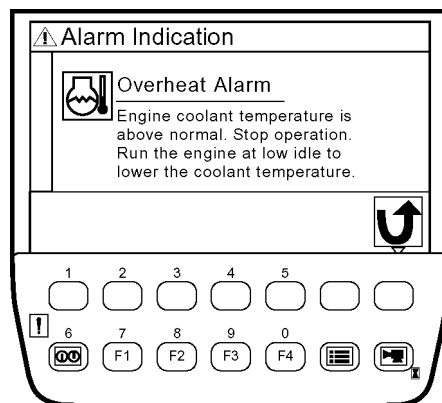 Alarm Indication
Overheat Alarm
Engine coolant temperature is
above normal. Stop operation.
Run the engine at low idle to
lower the coolant temperature.
1 2 3 4 5
6 7 8 9 0
F1 F2 F3 F4